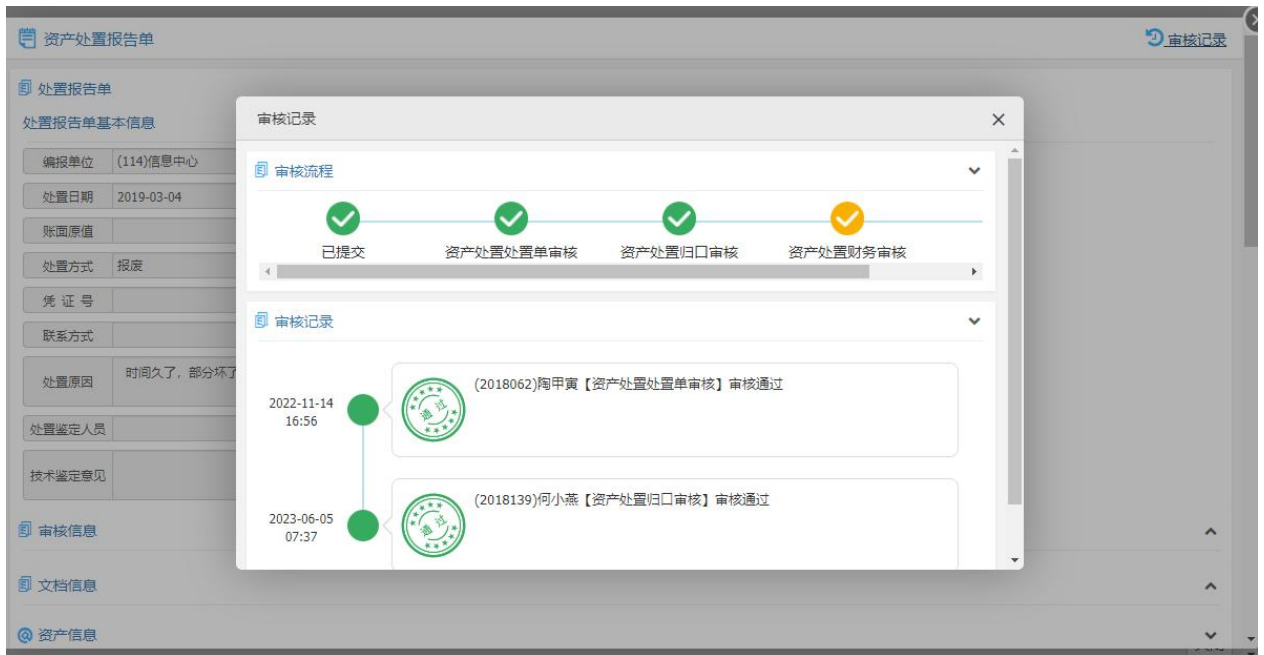 资产处置报告单
审核记录
处置报告单
处置报告单基本信息
编报单位 (114)信息中心
处置日期 2019-03-04
账面原值
处置方式 报废
凭 证 号
联系方式
处置原因 时间久了，部分坏了
处置鉴定人员
技术鉴定意见
审核信息
文档信息
资产信息
审核记录
审核流程
已提交 资产处置处置单审核 资产处置归口审核 资产处置财务审核
审核记录
2022-11-14
16:56
通过
(2018062)陶甲寅【资产处置处置单审核】审核通过
2023-06-05
07:37
通过
(2018139)何小燕【资产处置归口审核】审核通过